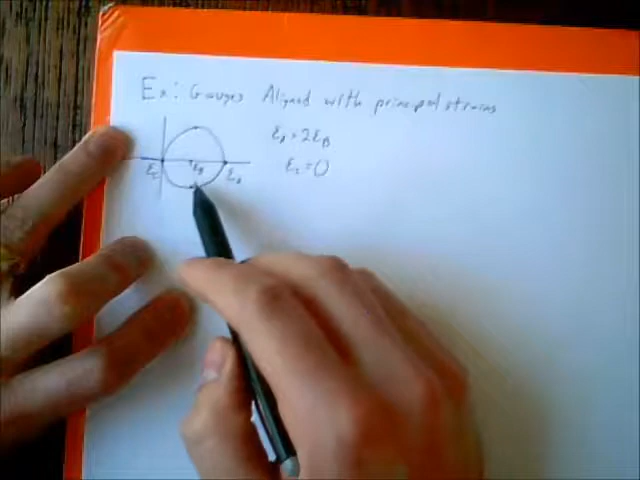 Ex: Gauges Aligned with principal strains
εA = 2εB
εC = 0
εC εB εA